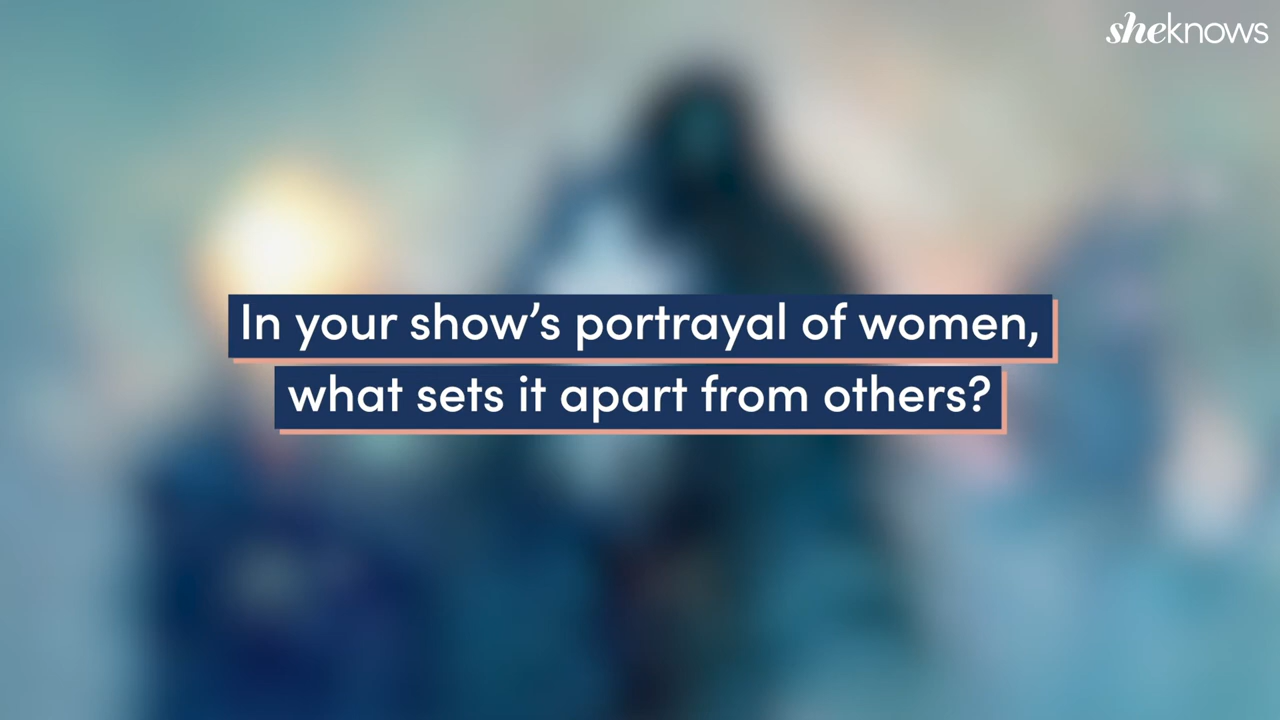 sheknows
In your show’s portrayal of women,
what sets it apart from others?